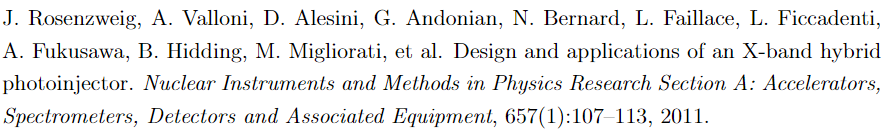 J. Rosenzweig, A. Valloni, D. Alesini, G. Andonian, N. Bernard, L. Faillace, L. Ficcadenti,
A. Fukusawa, B. Hidding, M. Migliorati, et al. Design and applications of an X-band hybrid
photoinjector. Nuclear Instruments and Methods in Physics Research Section A: Accelerators,
Spectrometers, Detectors and Associated Equipment, 657(1):107–113, 2011.